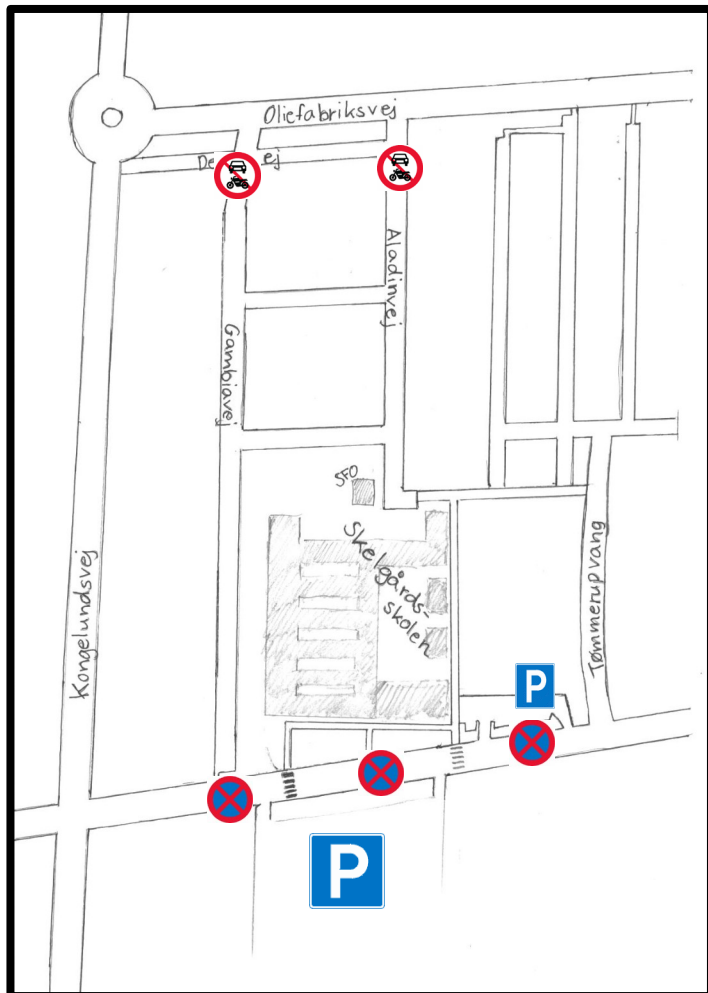 Oliefabriksvej
Aladinvej
Gambiavej
SFO
Skelgårds-
skolen
Kongelundsvej
Tømmerupvang
P
P